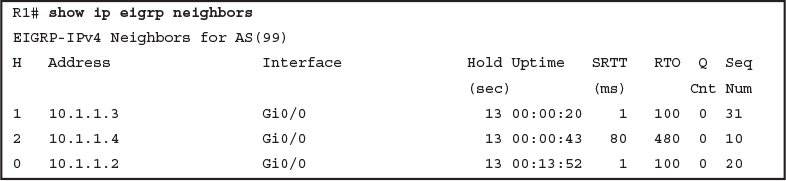 R1# show ip eigrp neighbors
EIGRP-IPv4 Neighbors for AS(99)
H Address Interface Hold Uptime SRTT RTO Q Seq
(sec) (ms) Cnt Num
1 10.1.1.3 Gi0/0 13 00:00:20 1 100 0 31
2 10.1.1.4 Gi0/0 13 00:00:43 80 480 0 10
0 10.1.1.2 Gi0/0 13 00:13:52 1 100 0 20